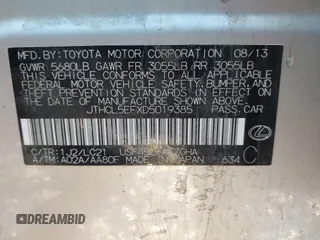 MFD.BY: TOYOTA MOTOR CORPORATION 08/13
GVWR 5680LB GAWR FR 3055LB RR 3055LB
THIS VEHICLE CONFORMS TO ALL APPLICABLE
FEDERAL MOTOR VEHICLE SAFETY, BUMPER,
AND THEFT PREVENTION STANDARDS IN EFFECT ON
THE DATE OF MANUFACTURE SHOWN ABOVE.
JTHCL5EFXD5019385 PASS.CAR
C/TR: 1J2/LC21
A/TM: A02A/AA80F MADE IN JAPAN 634
C